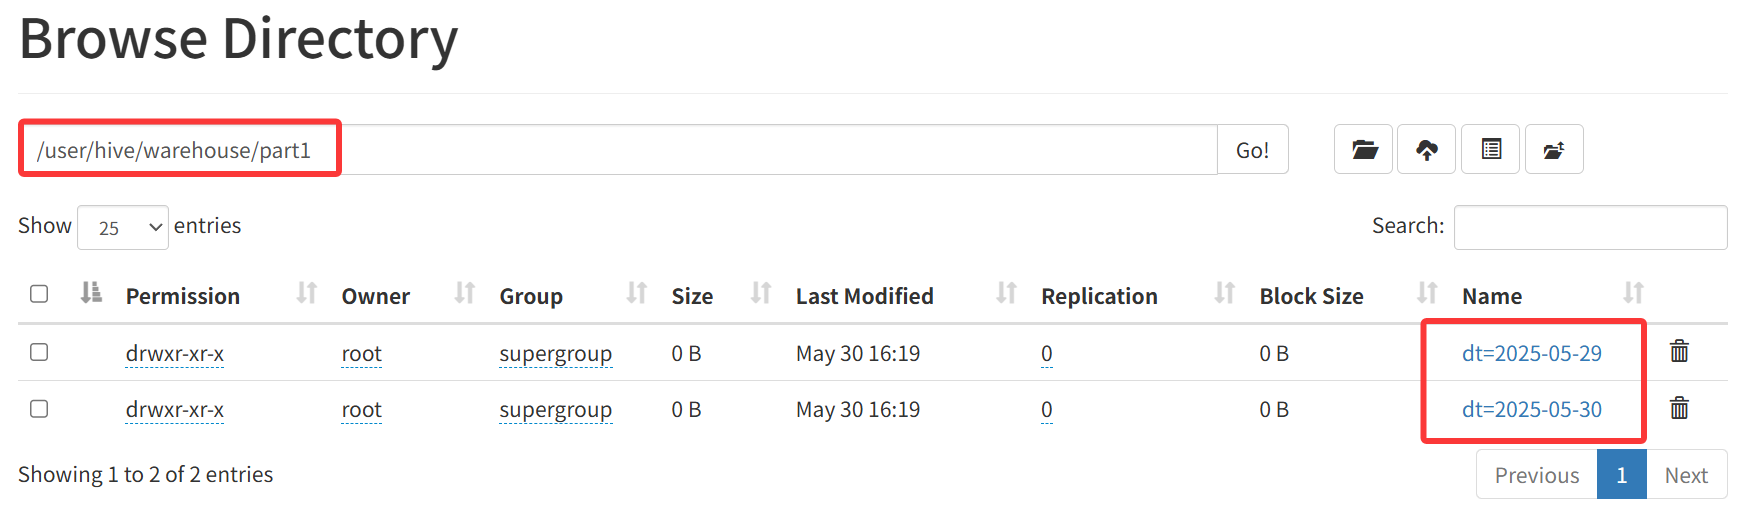 Browse Directory
/user/hive/warehouse/part1 Go!
Show 25 entries Search:
Permission Owner Group Size Last Modified Replication Block Size Name
drwxr-xr-x root supergroup 0 B May 30 16:19 0 0 B dt=2025-05-29
drwxr-xr-x root supergroup 0 B May 30 16:19 0 0 B dt=2025-05-30
Showing 1 to 2 of 2 entries Previous 1 Next